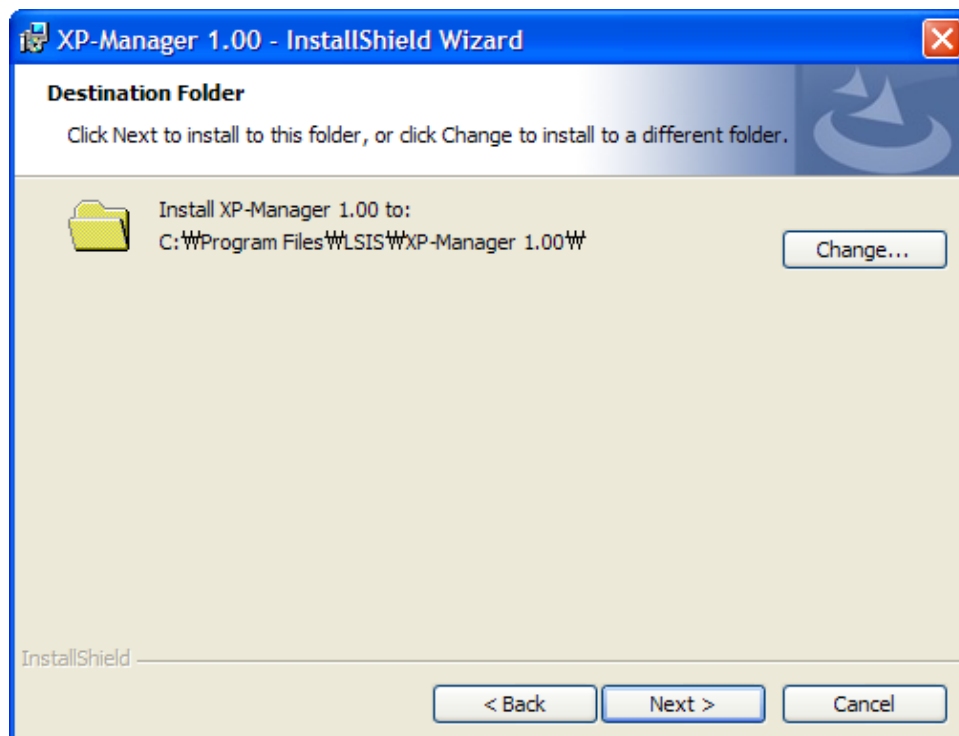 XP-Manager 1.00 - InstallShield Wizard
Destination Folder
Click Next to install to this folder, or click Change to install to a different folder.
Install XP-Manager 1.00 to:
C:₩Program Files₩LSIS₩XP-Manager 1.00₩
Change...
InstallShield
< Back
Next >
Cancel